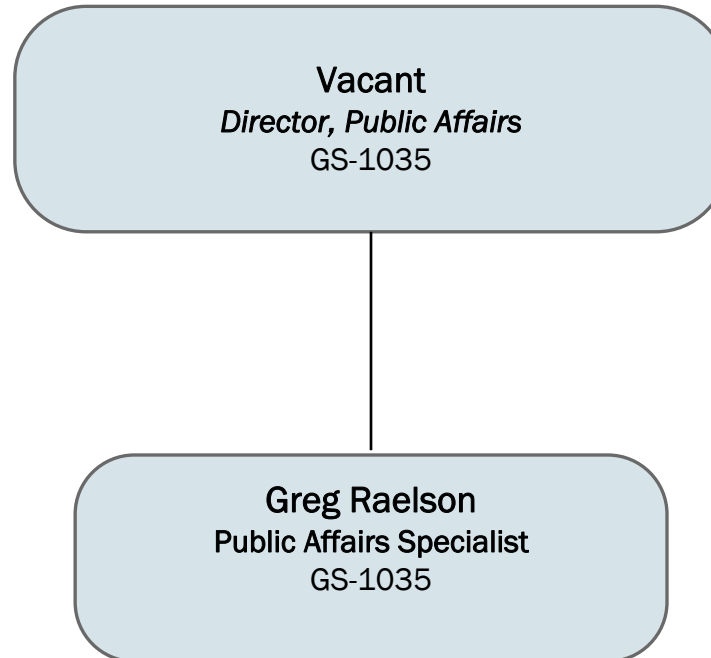 Vacant
Director, Public Affairs
GS-1035
Greg Raelson
Public Affairs Specialist
GS-1035